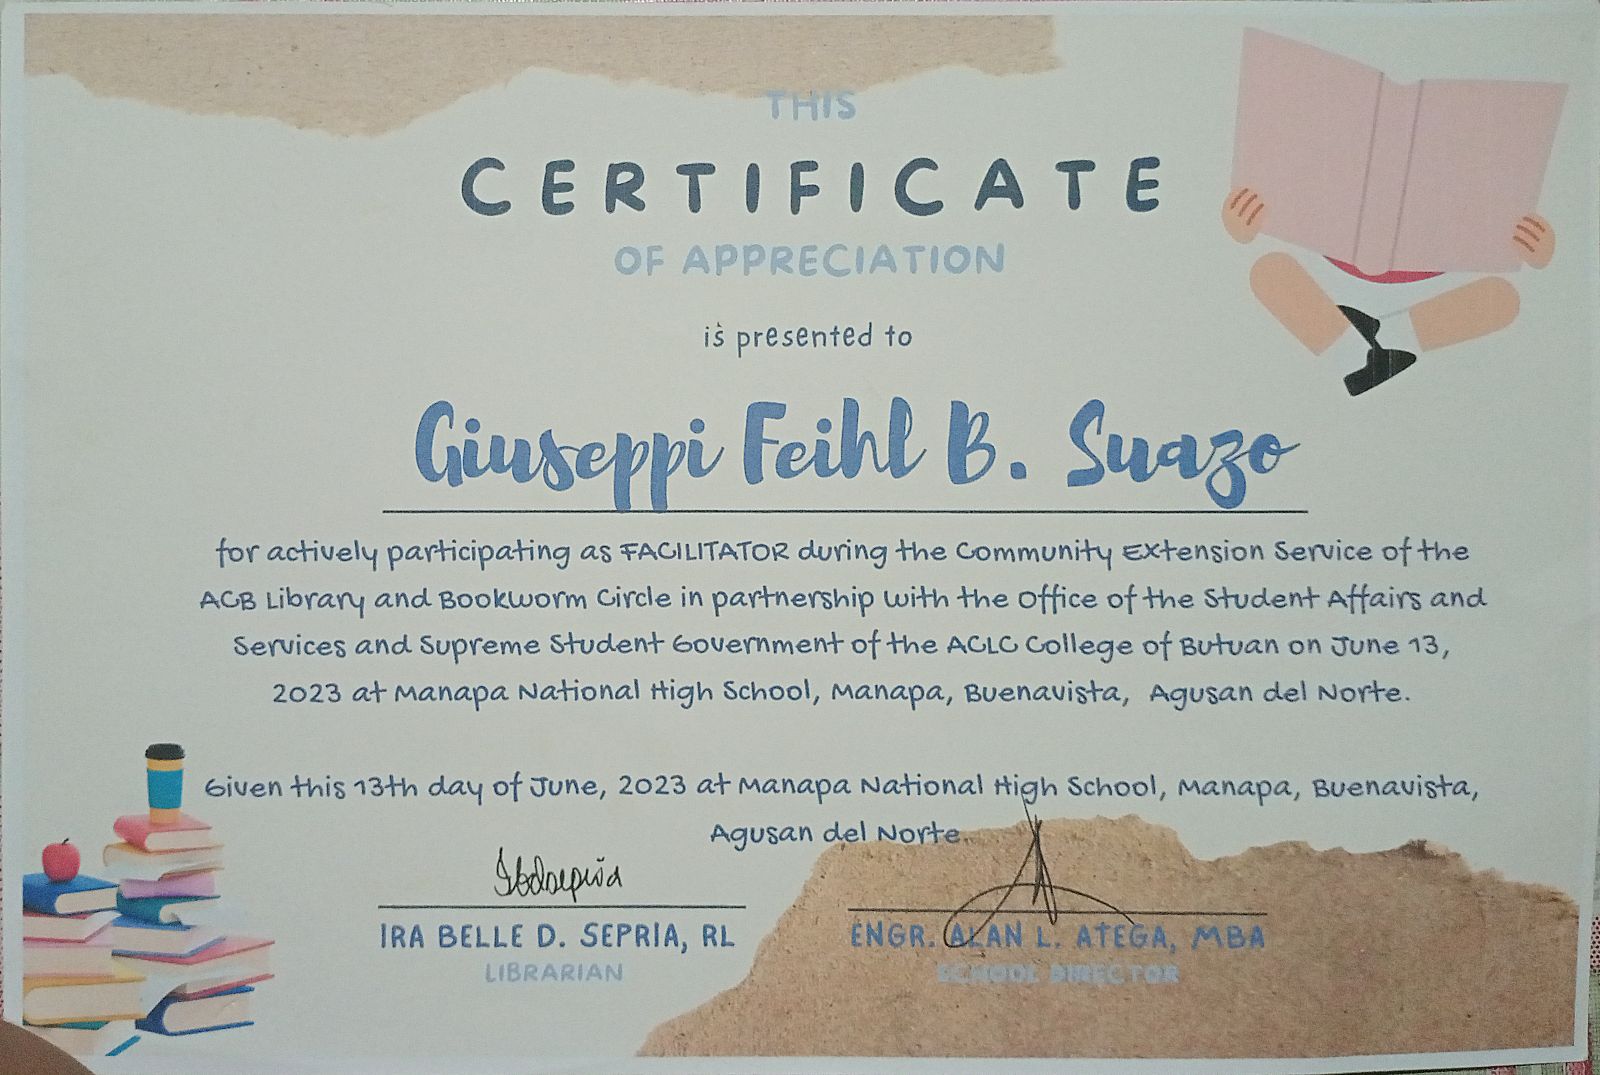 THIS
CERTIFICATE
OF APPRECIATION
is presented to
Giuseppi Feihl B. Suazo
for actively participating as FACILITATOR during the Community Extension Service of the
ACB Library and Bookworm Circle in partnership with the Office of the Student Affairs and
Services and Supreme Student Government of the ACLC College of Butuan on June 13,
2023 at Manapa National High School, Manapa, Buenavista, Agusan del Norte.
Given this 13th day of June, 2023 at Manapa National High School, Manapa, Buenavista,
Agusan del Norte.
IRA BELLE D. SEPRIA, RL
LIBRARIAN
ENGR. ALAN L. ATEGA, MBA
SCHOOL DIRECTOR